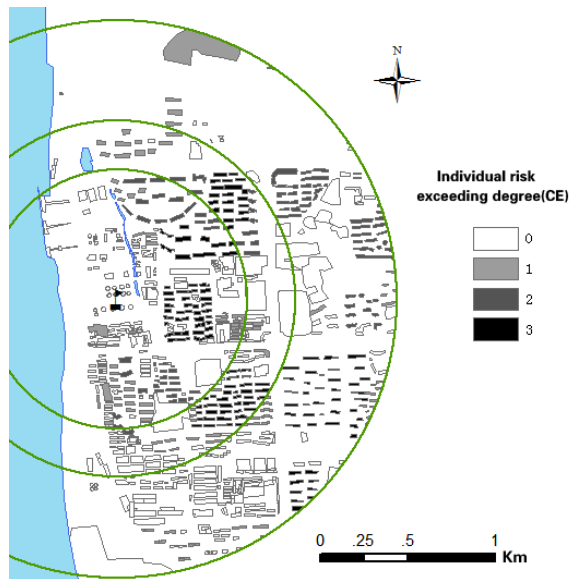 N
Individual risk
exceeding degree(CE)
0
1
2
3
0 .25 .5 1
Km